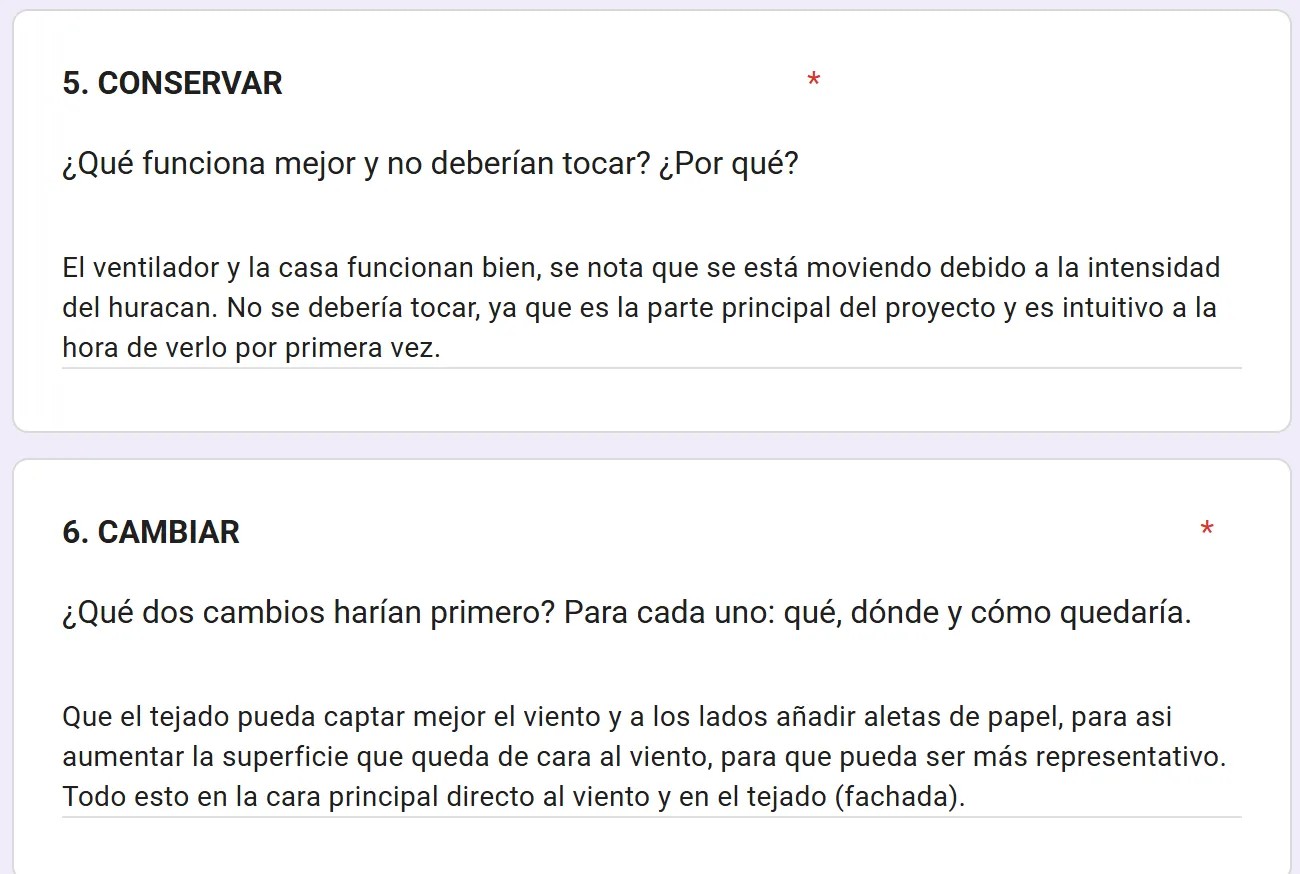 5. CONSERVAR *
¿Qué funciona mejor y no deberían tocar? ¿Por qué?
El ventilador y la casa funcionan bien, se nota que se está moviendo debido a la intensidad
del huracan. No se debería tocar, ya que es la parte principal del proyecto y es intuitivo a la
hora de verlo por primera vez.
6. CAMBIAR *
¿Qué dos cambios harían primero? Para cada uno: qué, dónde y cómo quedaría.
Que el tejado pueda captar mejor el viento y a los lados añadir aletas de papel, para asi
aumentar la superficie que queda de cara al viento, para que pueda ser más representativo.
Todo esto en la cara principal directo al viento y en el tejado (fachada).